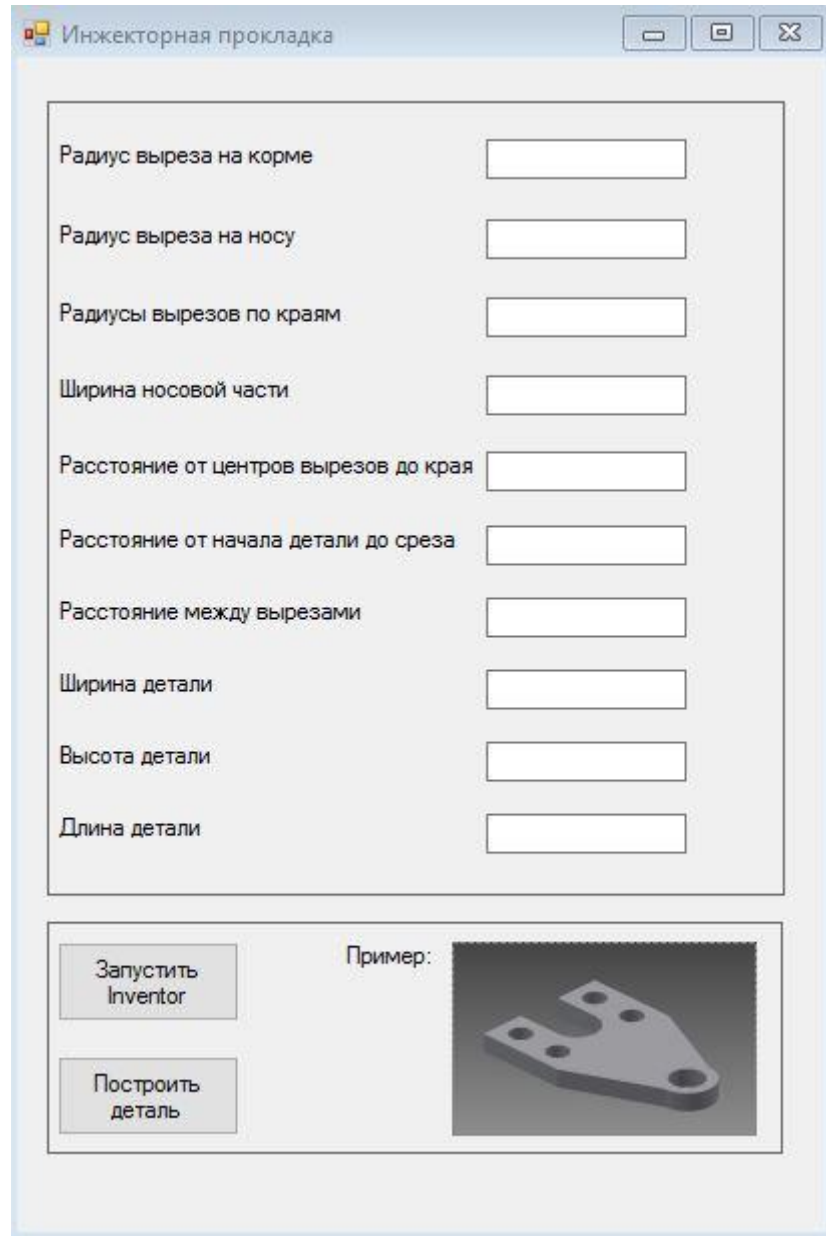 Инжекторная прокладка
Радиус выреза на корме
Радиус выреза на носу
Радиусы вырезов по краям
Ширина носовой части
Расстояние от центров вырезов до края
Расстояние от начала детали до среза
Расстояние между вырезами
Ширина детали
Высота детали
Длина детали
Запустить
Inventor
Пример:
Построить
деталь